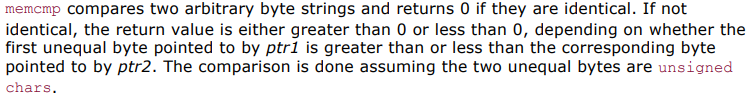 memcmp compares two arbitrary byte strings and returns 0 if they are identical. If not
identical, the return value is either greater than 0 or less than 0, depending on whether the
first unequal byte pointed to by ptr1 is greater than or less than the corresponding byte
pointed to by ptr2. The comparison is done assuming the two unequal bytes are unsigned
chars.